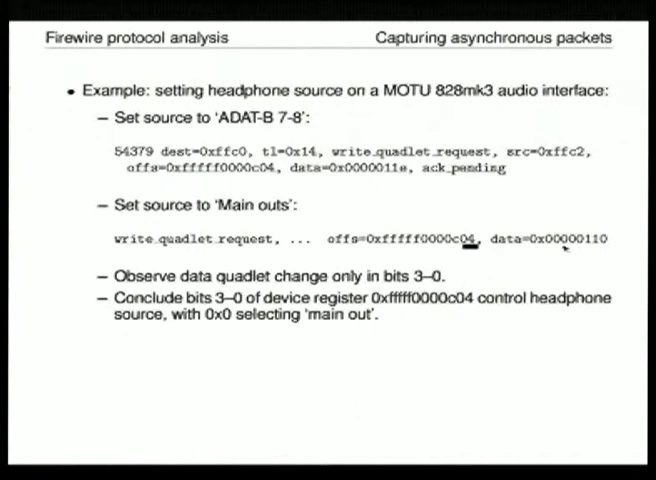 Firewire protocol analysis
Capturing asynchronous packets
• Example: setting headphone source on a MOTU 828mk3 audio interface:
– Set source to 'ADAT-B 7-8':
54379 dest=0xffc0, tl=0x14, write_quadlet_request, src=0xffc2,
offs=0xfffff0000c04, data=0x0000011e, ack_pending
– Set source to 'Main outs':
write_quadlet_request, ... offs=0xfffff0000c04, data=0x00000110
– Observe data quadlet change only in bits 3–0.
– Conclude bits 3–0 of device register 0xfffff0000c04 control headphone
source, with 0x0 selecting 'main out'.